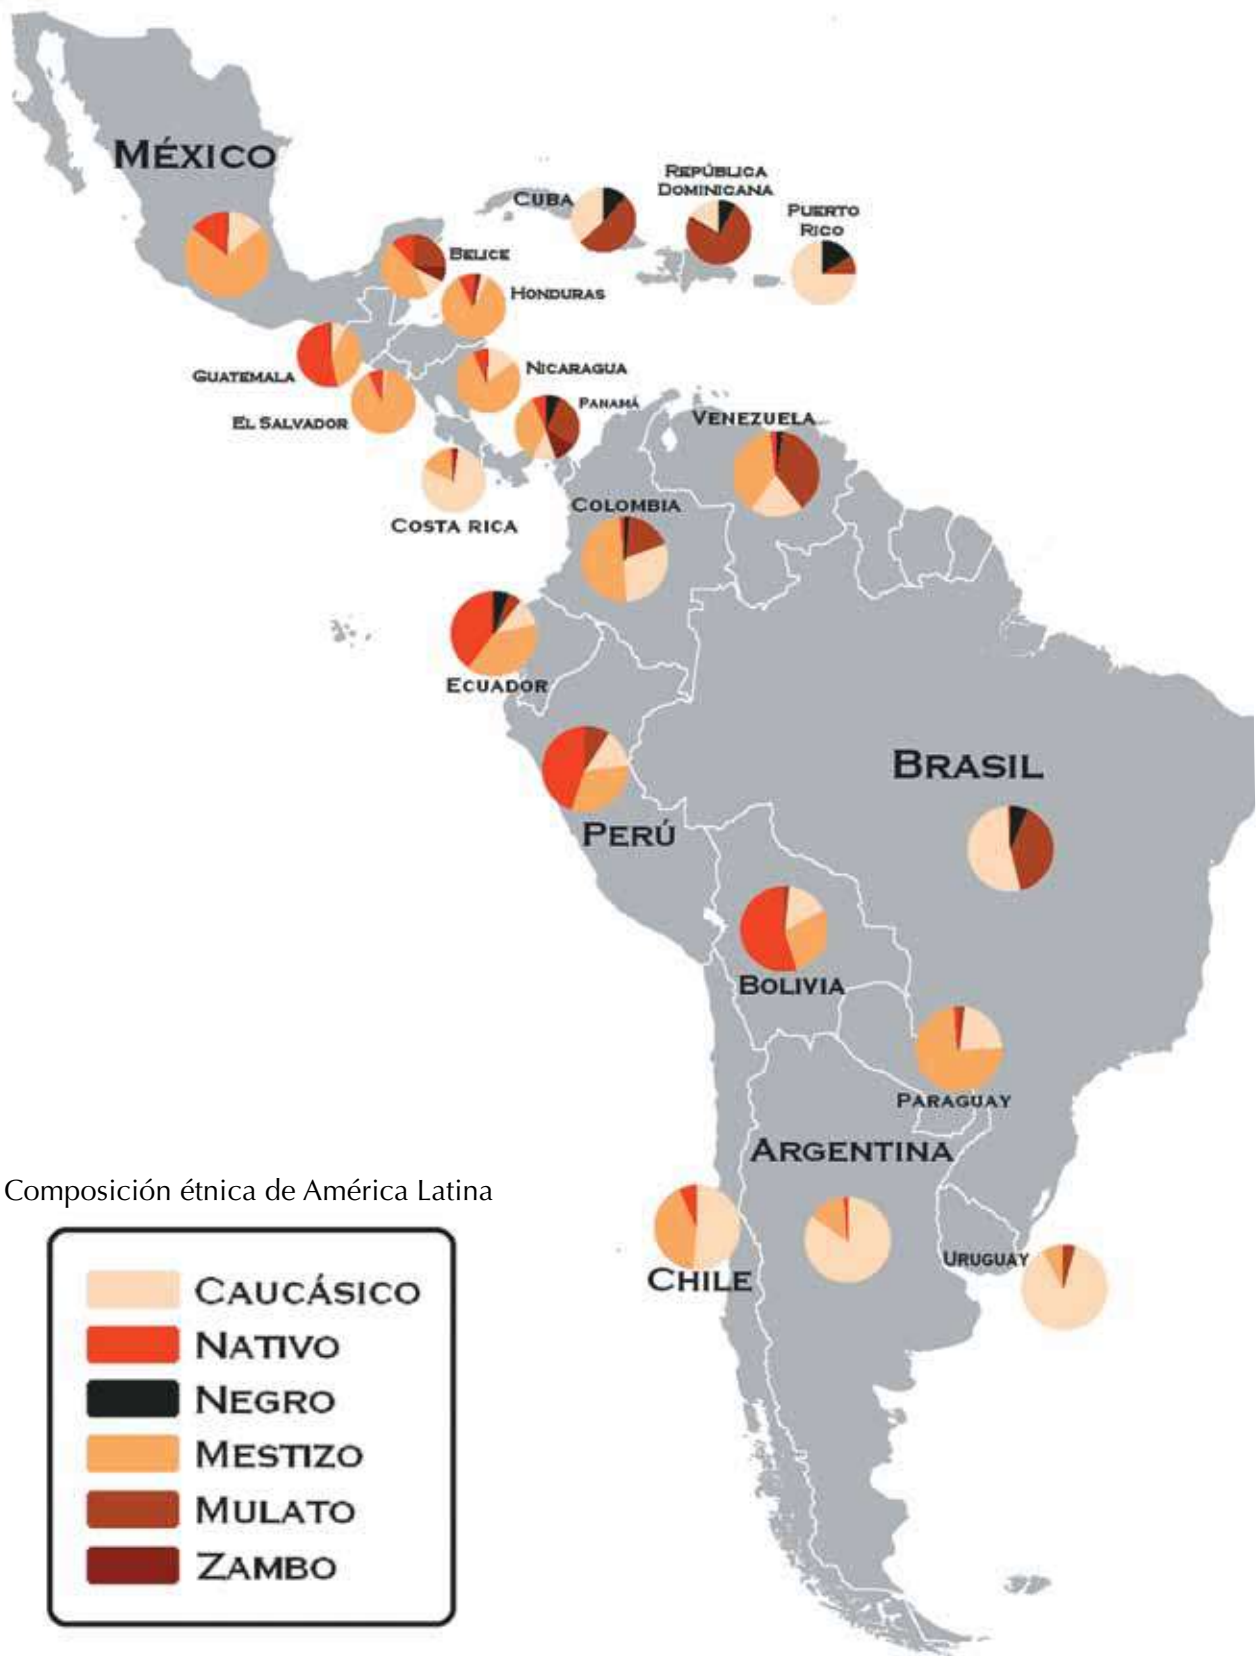 MÉXICO
CUBA
REPÚBLICA
DOMINICANA
PUERTO
RICO
BELICE
HONDURAS
GUATEMALA
NICARAGUA
EL SALVADOR
PANAMÁ
VENEZUELA
COSTA RICA
COLOMBIA
ECUADOR
BRASIL
PERÚ
BOLIVIA
PARAGUAY
ARGENTINA
Composición étnica de América Latina
URUGUAY
CHILE
CAUCÁSICO
NATIVO
NEGRO
MESTIZO
MULATO
ZAMBO